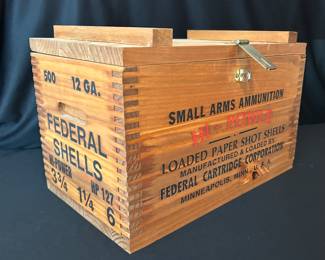 500 12 GA.
FEDERAL
SHELLS
3¾ 1¼ 6
SMALL ARMS AMMUNITION
LOADED PAPER SHOT SHELLS
MANUFACTURED & LOADED BY
FEDERAL CARTRIDGE CORPORATION
MINNEAPOLIS, MINN. U.S.A.